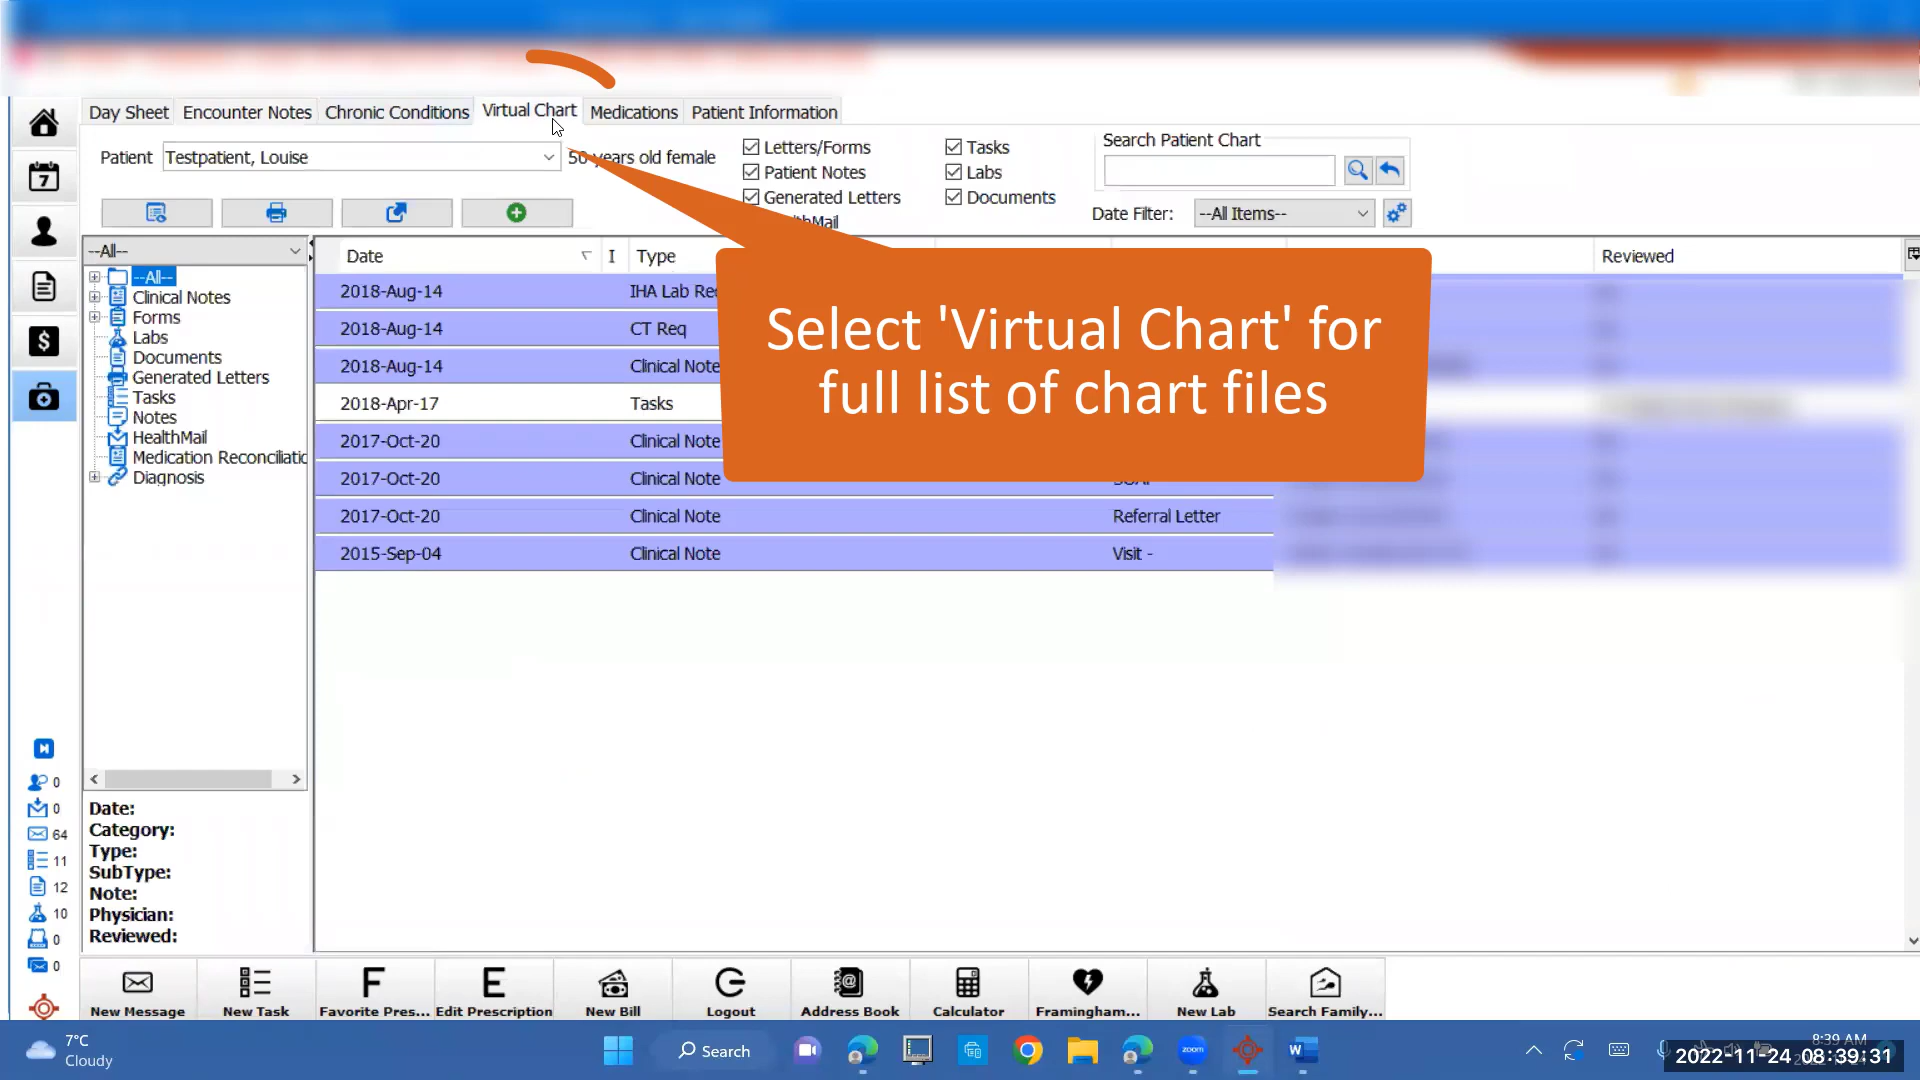 Day Sheet Encounter Notes Chronic Conditions Virtual Chart Medications Patient Information
Patient Testpatient, Louise 50 years old female
Letters/Forms Tasks
Patient Notes Labs
Generated Letters Documents
Search Patient Chart
Date Filter: --All Items--
--All--
--All--
Clinical Notes
Forms
Labs
Documents
Generated Letters
Tasks
Notes
HealthMail
Medication Reconciliatic
Diagnosis
Date I Type Reviewed
2018-Aug-14 IHA Lab Re
2018-Aug-14 CT Req
2018-Aug-14 Clinical Note
2018-Apr-17 Tasks
2017-Oct-20 Clinical Note
2017-Oct-20 Clinical Note
2017-Oct-20 Clinical Note Referral Letter
2015-Sep-04 Clinical Note Visit -
Select 'Virtual Chart' for
full list of chart files
7
$
0
0
64
11
12
10
0
0
Date:
Category:
Type:
SubType:
Note:
Physician:
Reviewed:
F E
New Message New Task Favorite Pres... Edit Prescription New Bill Logout Address Book Calculator Framingham... New Lab Search Family...
7°C
Cloudy
Search
zoom
W
8:39 AM
2022-11-24 08:39:31